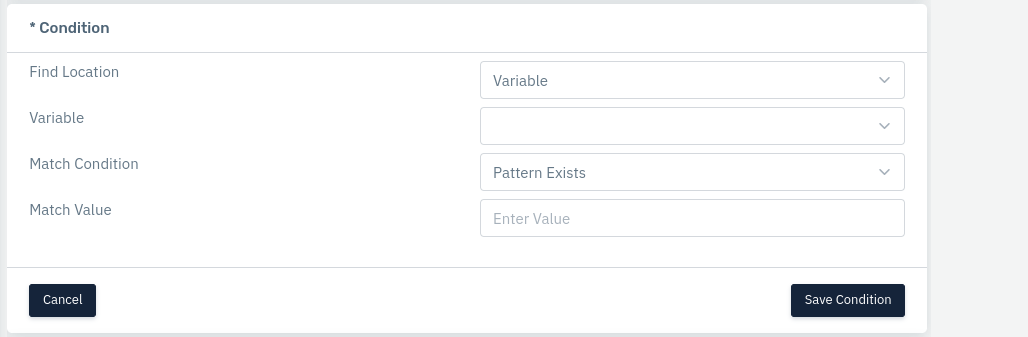 * Condition
Find Location
Variable
Variable
Match Condition
Pattern Exists
Match Value
Enter Value
Cancel
Save Condition